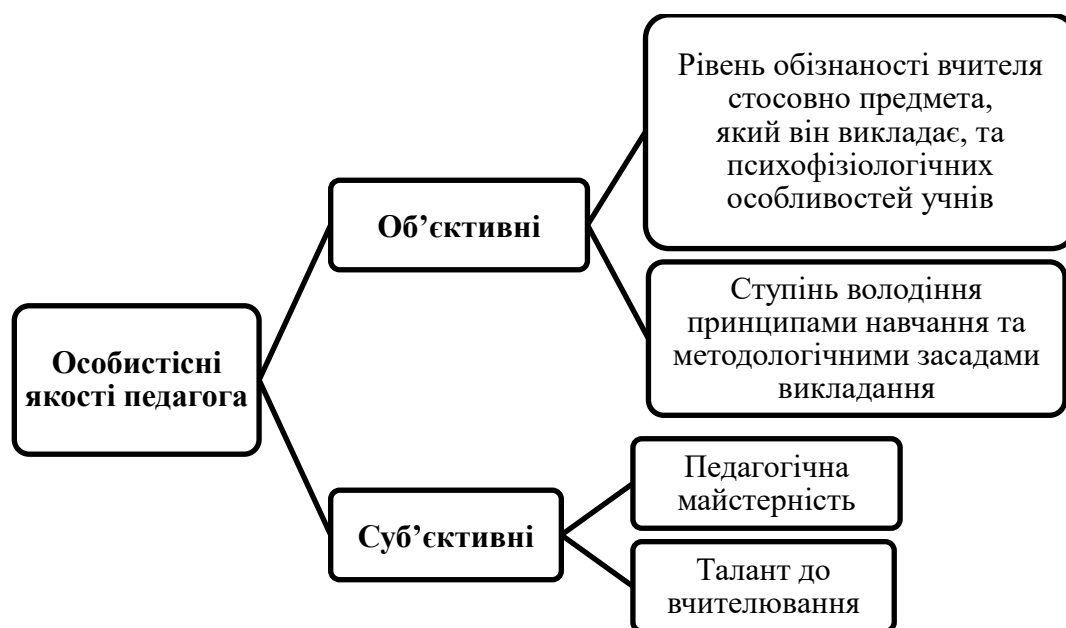 Особистісні
якості педагога
Об’єктивні
Рівень обізнаності вчителя
стосовно предмета,
який він викладає, та
психофізіологічних
особливостей учнів
Ступінь володіння
принципами навчання та
методологічними засадами
викладання
Суб’єктивні
Педагогічна
майстерність
Талант до
вчителювання